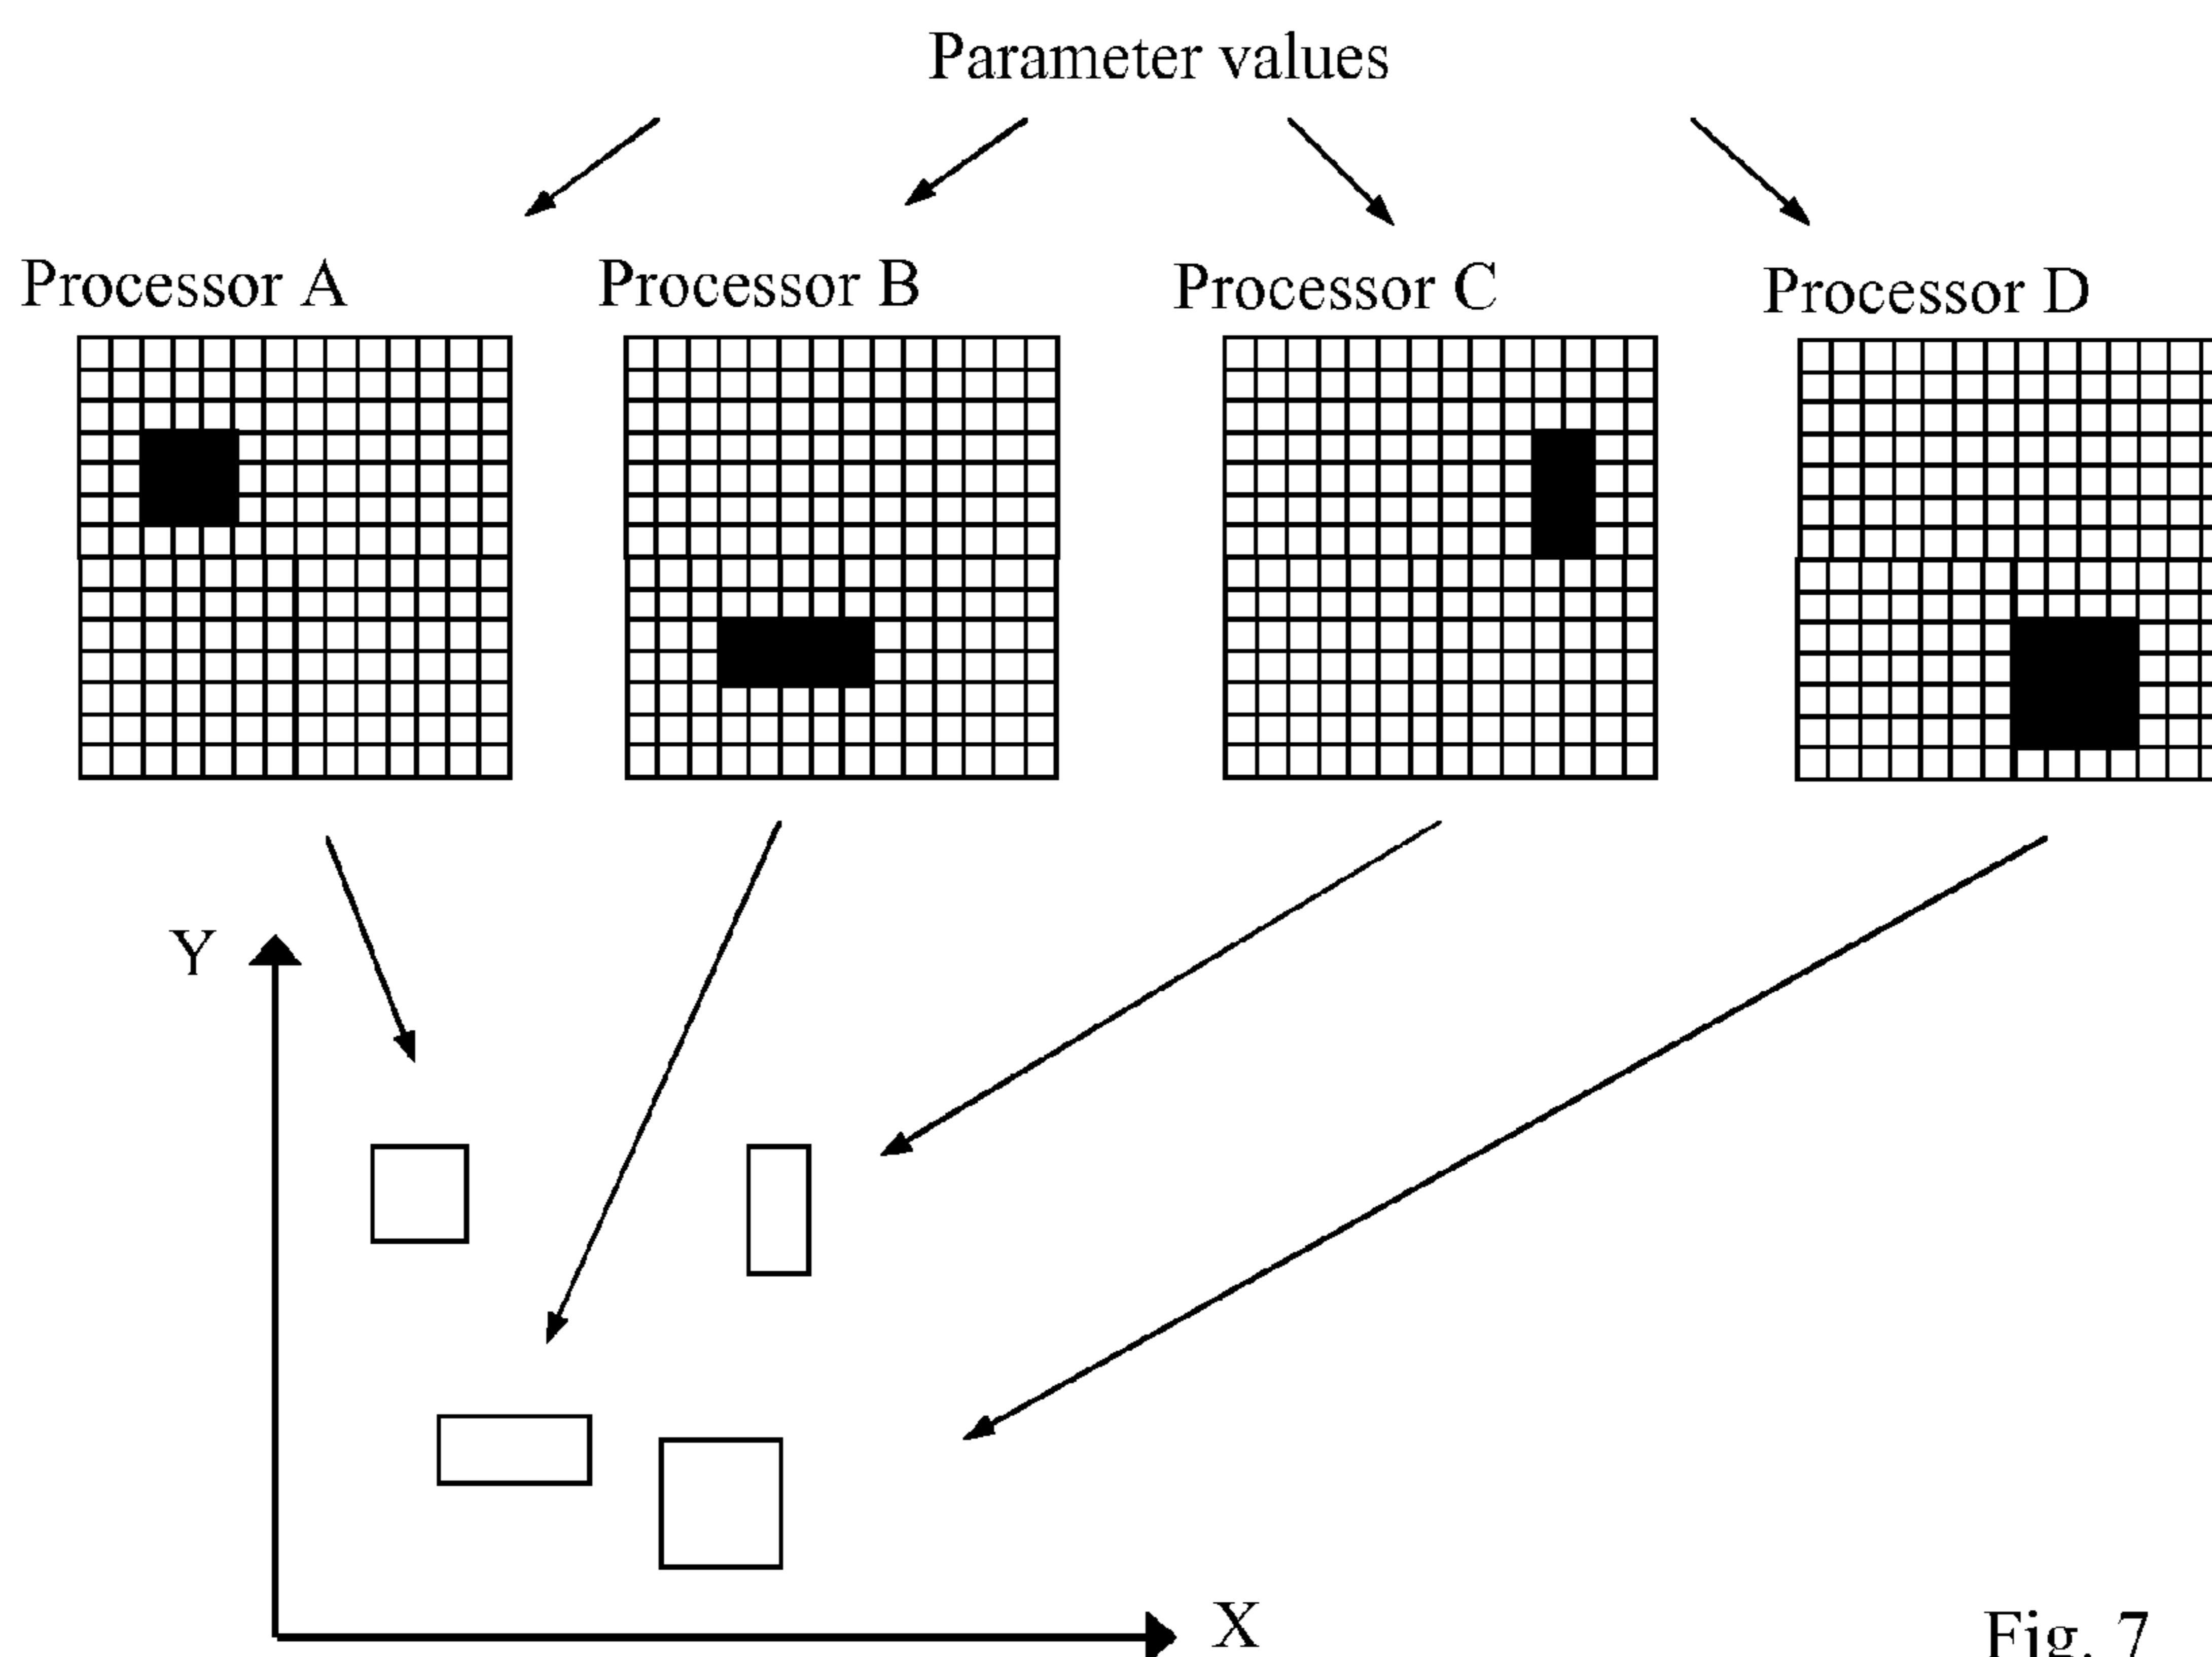 Parameter values
Processor A
Processor B
Processor C
Processor D
Y
X
Fig. 7